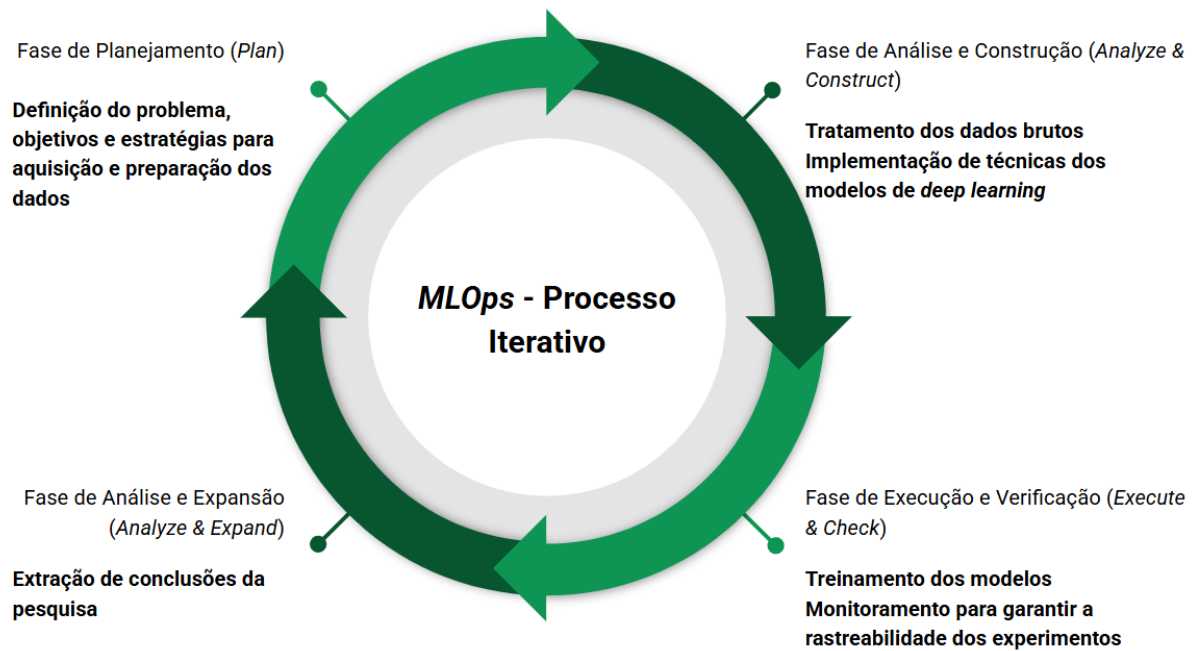 Fase de Planejamento (Plan)
Definição do problema,
objetivos e estratégias para
aquisição e preparação dos
dados
Fase de Análise e Construção (Analyze &
Construct)
Tratamento dos dados brutos
Implementação de técnicas dos
modelos de deep learning
MLOps - Processo
Iterativo
Fase de Análise e Expansão
(Analyze & Expand)
Extração de conclusões da
pesquisa
Fase de Execução e Verificação (Execute
& Check)
Treinamento dos modelos
Monitoramento para garantir a
rastreabilidade dos experimentos